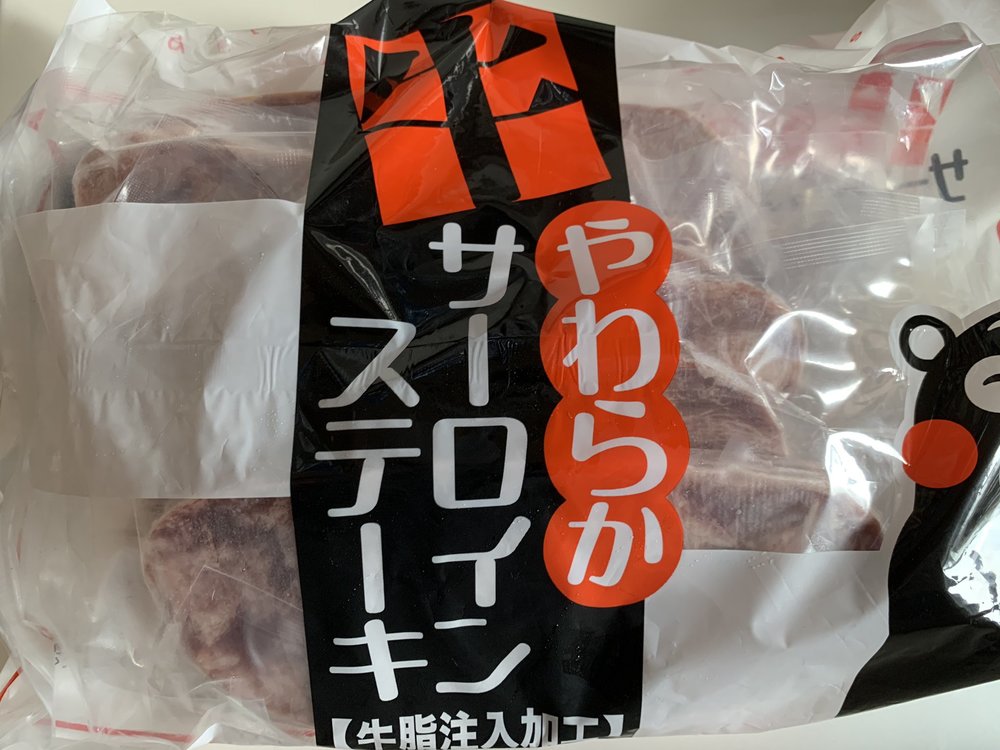 やわらか
サーロイン
ステーキ
【牛脂注入加工】